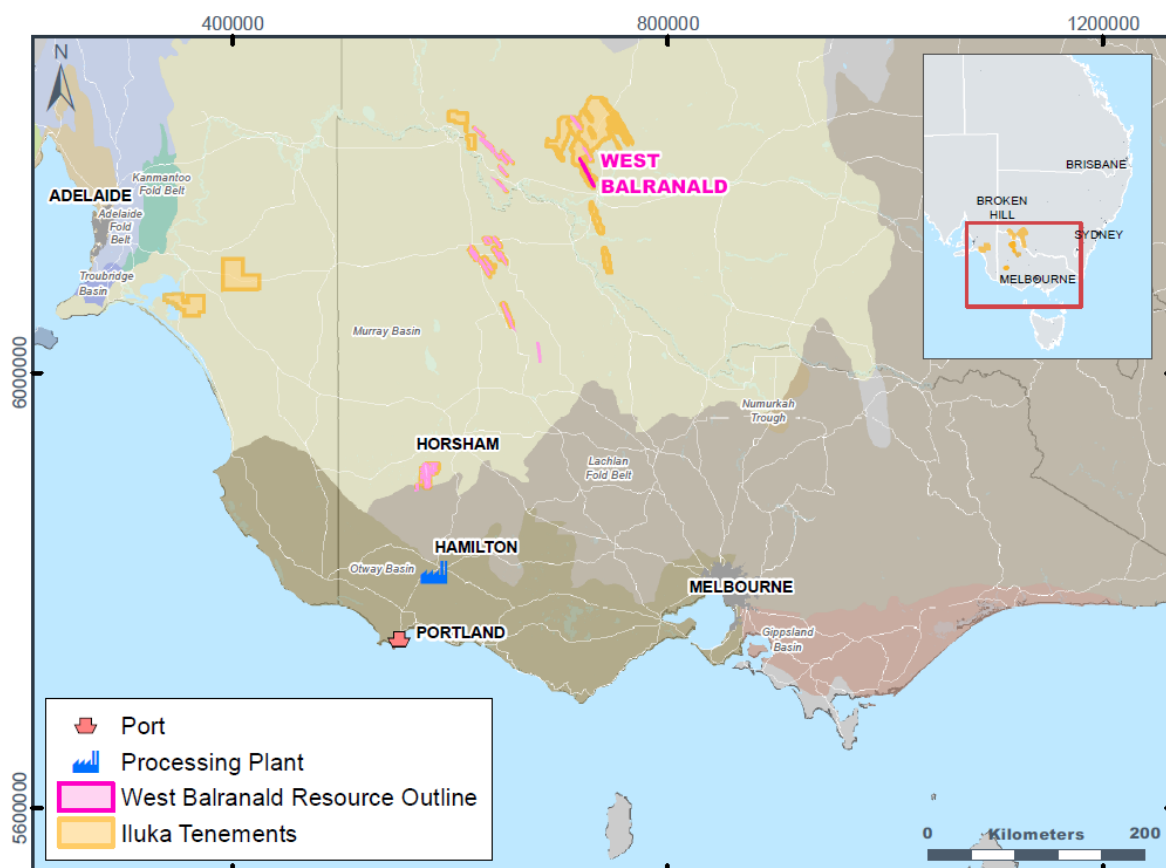 400000
800000
1200000
N
6000000
5600000
WEST
BALRANALD
ADELAIDE
Kanmantoo
Fold Belt
Adelaide
Fold
Belt
Troubridge
Basin
Murray Basin
Numurkah
Trough
HORSHAM
Lachlan
Fold Belt
HAMILTON
Otway Basin
MELBOURNE
PORTLAND
Gippsland
Basin
BRISBANE
BROKEN
HILL
SYDNEY
MELBOURNE
Port
Processing Plant
West Balranald Resource Outline
Iluka Tenements
0 Kilometers 200